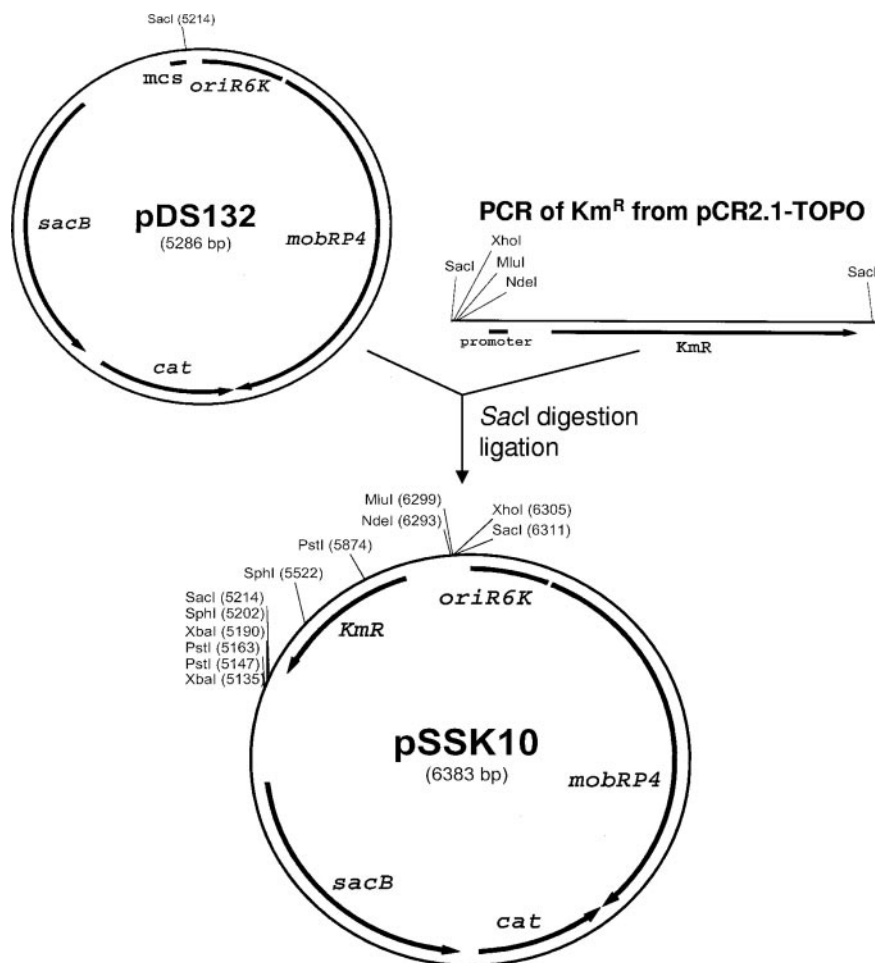 SacI (5214)
mcs
oriR6K
sacB
pDS132
(5286 bp)
mobRP4
cat
PCR of KmR from pCR2.1-TOPO
XhoI
SacI
MluI
NdeI
SacI
promoter
KmR
SacI digestion
ligation
MluI (6299)
NdeI (6293)
XhoI (6305)
SacI (6311)
PstI (5874)
SphI (5522)
SacI (5214)
SphI (5202)
XbaI (5190)
PstI (5163)
PstI (5147)
XbaI (5135)
KmR
oriR6K
pSSK10
(6383 bp)
mobRP4
sacB
cat